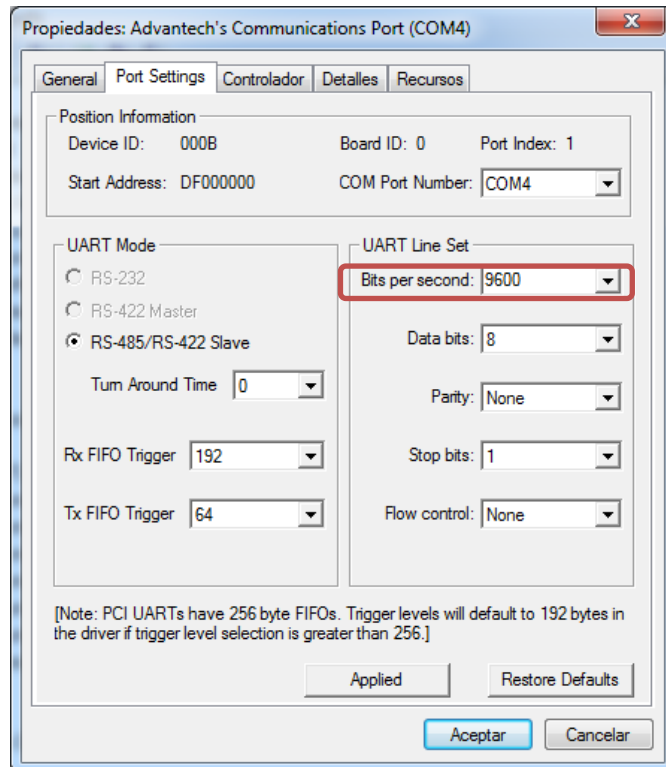 Propiedades: Advantech's Communications Port (COM4)
General Port Settings Controlador Detalles Recursos
Position Information
Device ID: 000B Board ID: 0 Port Index: 1
Start Address: DF000000 COM Port Number: COM4
UART Mode
RS-232
RS-422 Master
RS-485/RS-422 Slave
Turn Around Time 0
Rx FIFO Trigger 192
Tx FIFO Trigger 64
UART Line Set
Bits per second: 9600
Data bits: 8
Parity: None
Stop bits: 1
Flow control: None
[Note: PCI UARTs have 256 byte FIFOs. Trigger levels will default to 192 bytes in
the driver if trigger level selection is greater than 256.]
Applied Restore Defaults
Aceptar Cancelar